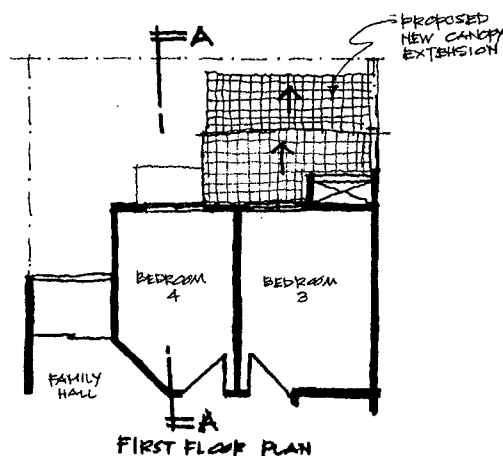 A
PROPOSED
NEW CANOPY
EXTENSION
BEDROOM
4
BEDROOM
3
FAMILY
HALL
A
FIRST FLOOR PLAN